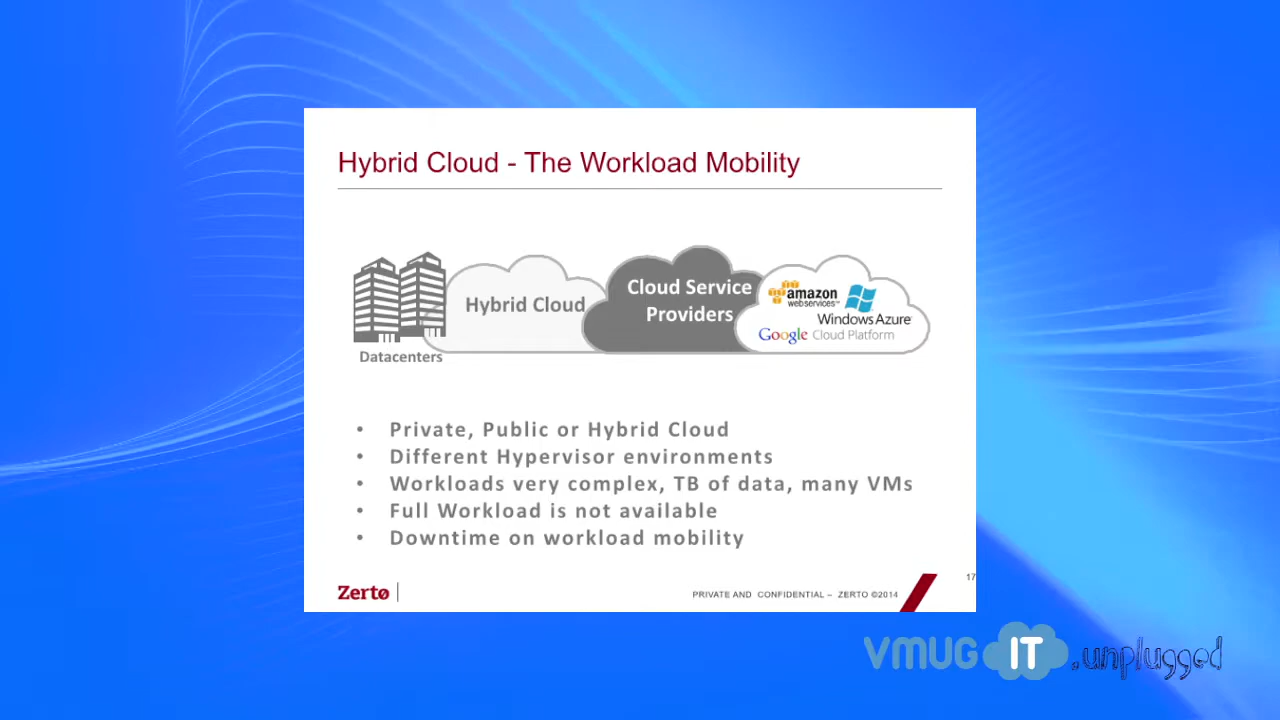 Hybrid Cloud - The Workload Mobility
Hybrid Cloud
Cloud Service
Providers
amazon
webservices™
Windows Azure
Google Cloud Platform
Datacenters
• Private, Public or Hybrid Cloud
• Different Hypervisor environments
• Workloads very complex, TB of data, many VMs
• Full Workload is not available
• Downtime on workload mobility
17
Zerto
PRIVATE AND CONFIDENTIAL – ZERTO ©2014
VMUG IT .unplugged